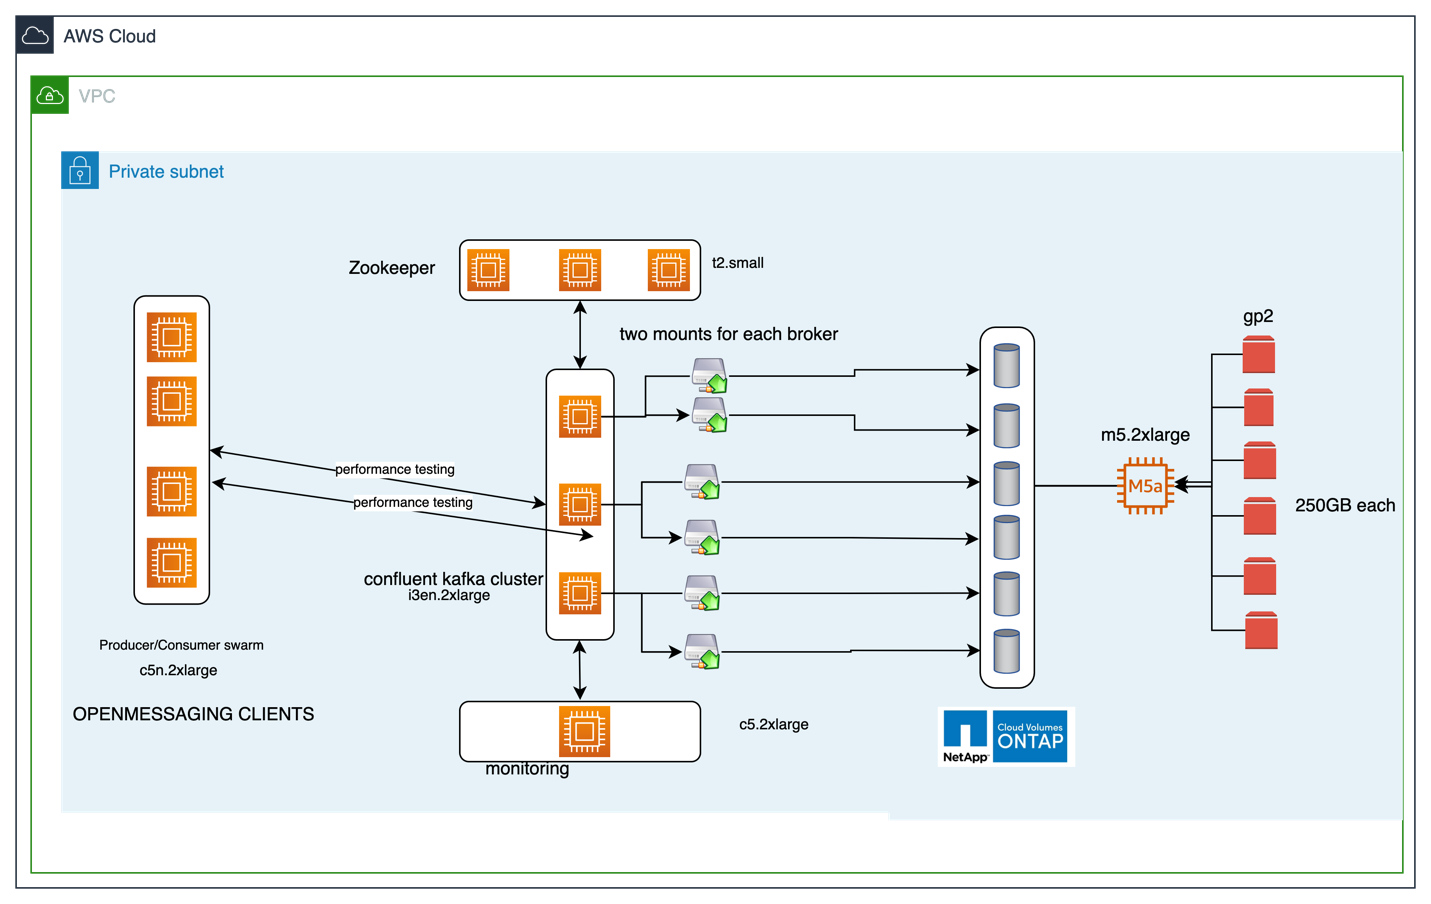 AWS Cloud
VPC
Private subnet
Zookeeper
t2.small
two mounts for each broker
gp2
m5.2xlarge
M5a
250GB each
performance testing
performance testing
confluent kafka cluster
i3en.2xlarge
Producer/Consumer swarm
c5n.2xlarge
OPENMESSAGING CLIENTS
c5.2xlarge
monitoring
NetApp
Cloud Volumes
ONTAP